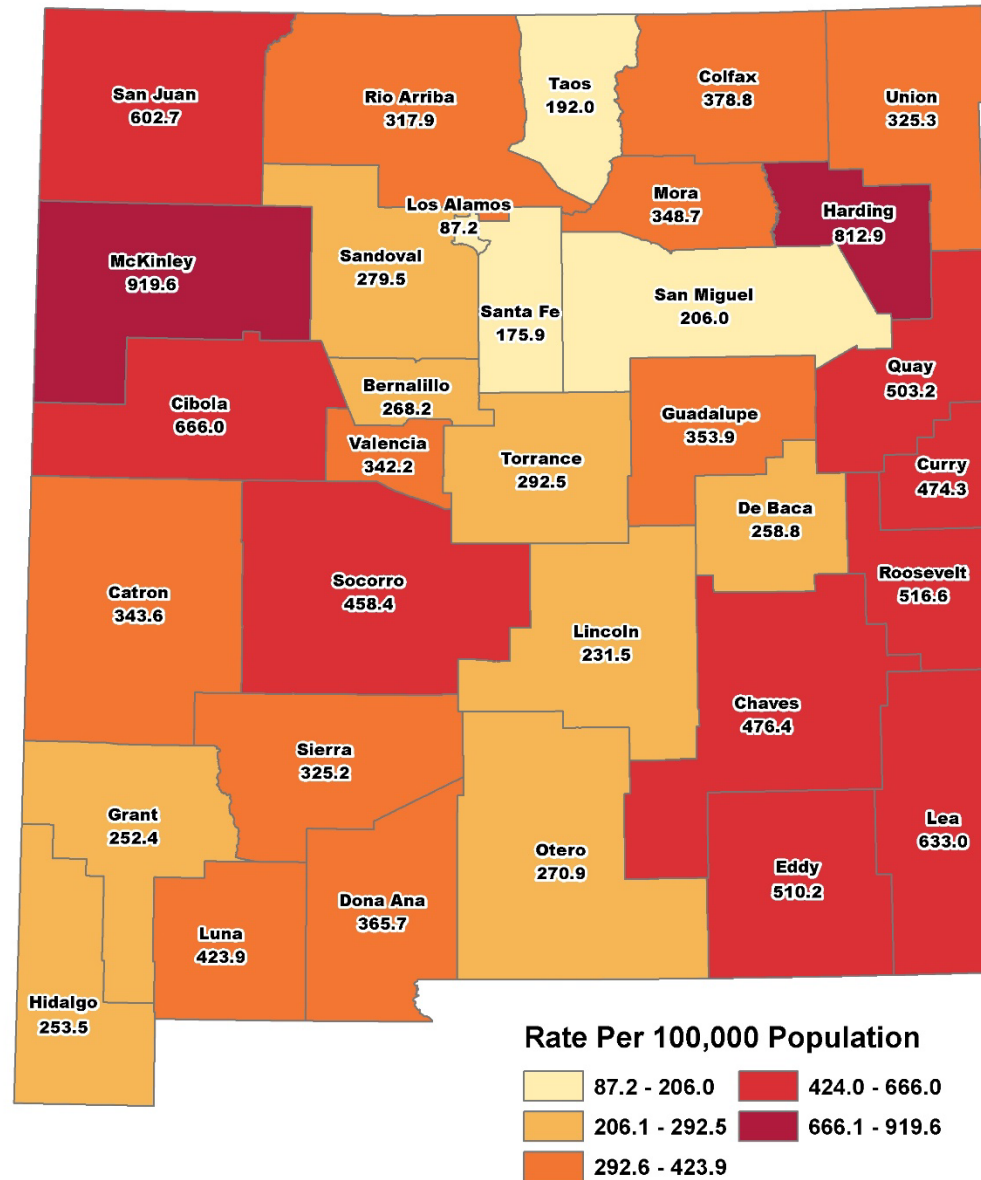 San Juan
602.7
Rio Arriba
317.9
Taos
192.0
Colfax
378.8
Union
325.3
Los Alamos
87.2
Mora
348.7
Harding
812.9
McKinley
919.6
Sandoval
279.5
Santa Fe
175.9
San Miguel
206.0
Quay
503.2
Cibola
666.0
Bernalillo
268.2
Valencia
342.2
Torrance
292.5
Guadalupe
353.9
Curry
474.3
De Baca
258.8
Roosevelt
516.6
Catron
343.6
Socorro
458.4
Lincoln
231.5
Chaves
476.4
Sierra
325.2
Grant
252.4
Otero
270.9
Eddy
510.2
Lea
633.0
Dona Ana
365.7
Luna
423.9
Hidalgo
253.5
Rate Per 100,000 Population
87.2 - 206.0
206.1 - 292.5
292.6 - 423.9
424.0 - 666.0
666.1 - 919.6